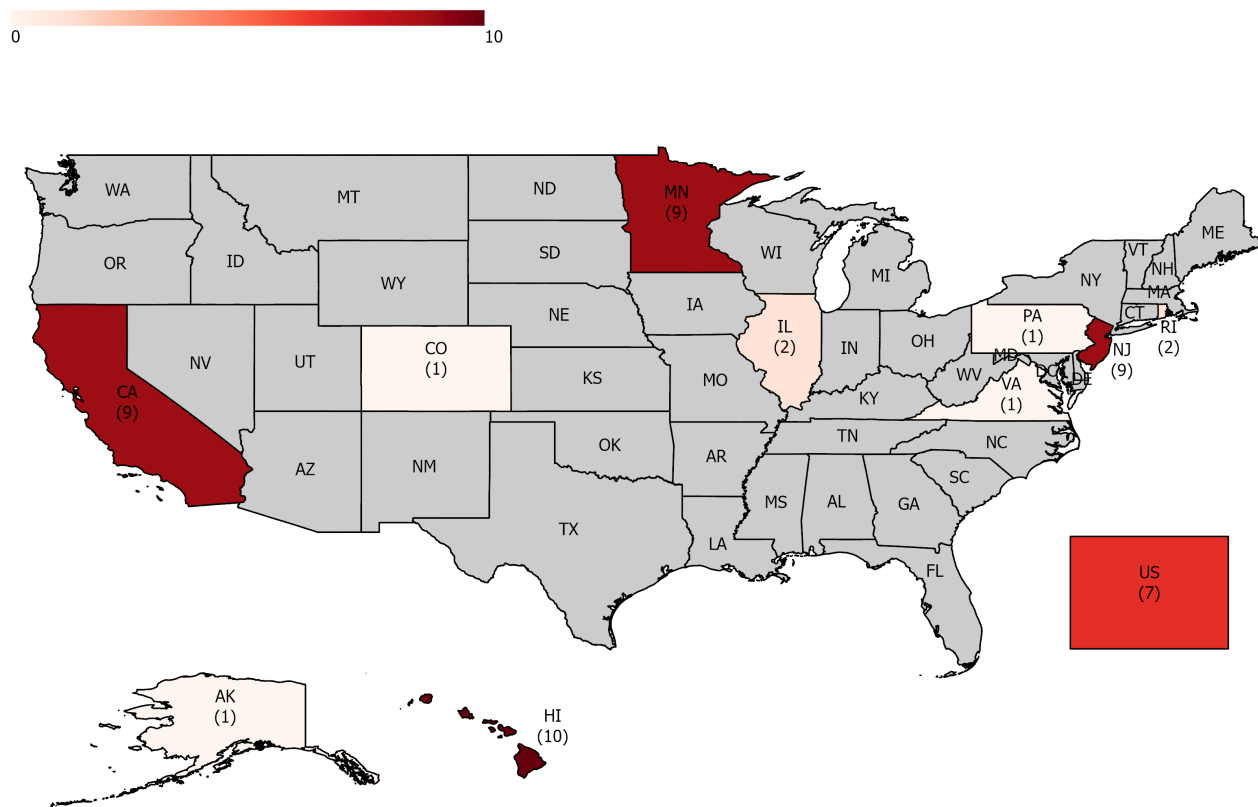 0 10
WA
MT
ND
MN
(9)
OR
ID
SD
WI
MI
NY
VT
NH
ME
MA
CT
RI
(2)
WY
IA
NE
PA
(1)
NJ
(9)
NV
UT
CO
(1)
IL
(2)
IN
OH
MD
DC
DE
WV
VA
(1)
CA
(9)
KS
MO
KY
AZ
NM
OK
AR
TN
NC
SC
TX
LA
MS
AL
GA
FL
US
(7)
AK
(1)
HI
(10)